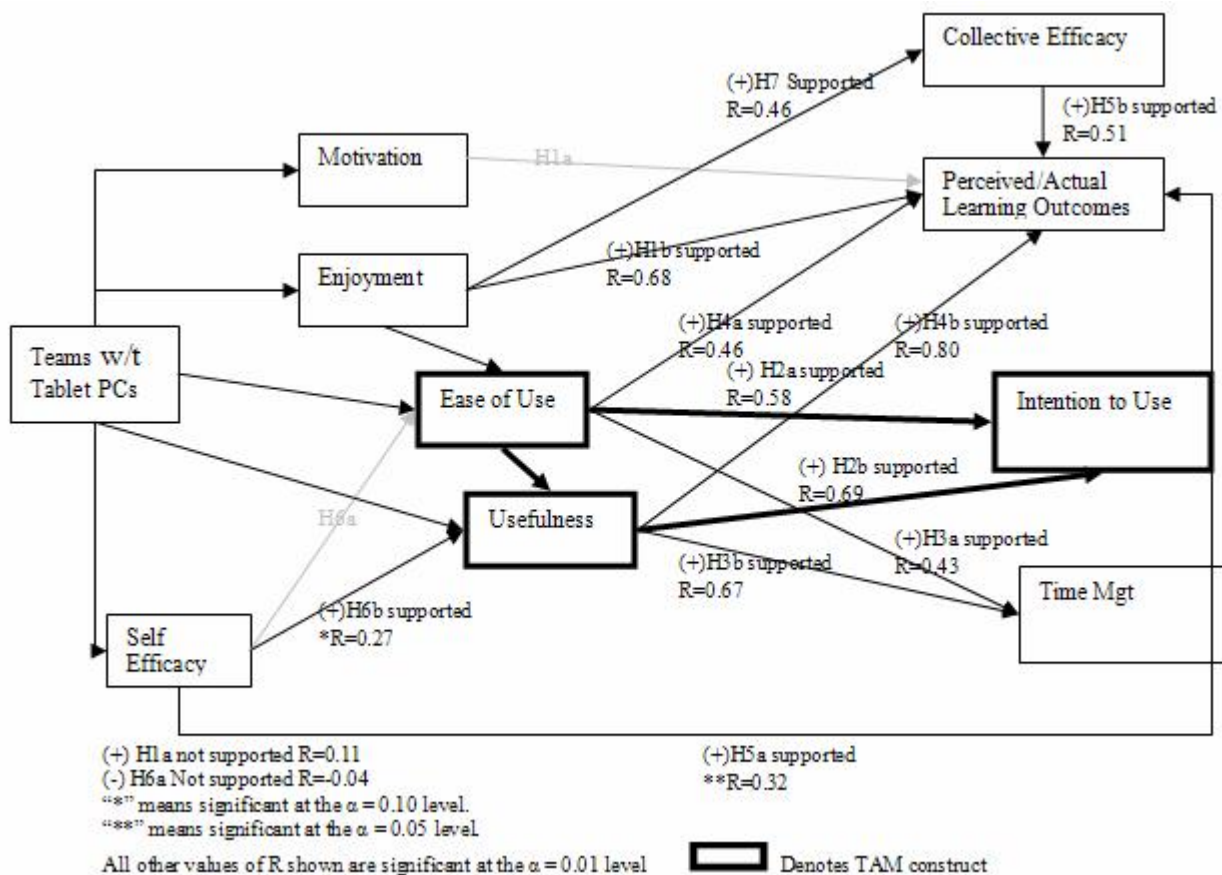 Collective Efficacy
(+)H7 Supported
R=0.46
(+)H5b supported
R=0.51
Motivation
H1a
Perceived/Actual
Learning Outcomes
(+)H1b supported
R=0.68
Enjoyment
(+)H4a supported
R=0.46
(+)H4b supported
R=0.80
Teams w/t
Tablet PCs
(+) H2a supported
R=0.58
Ease of Use
Intention to Use
(+) H2b supported
R=0.69
Usefulness
H6a
(+)H3a supported
R=0.43
(+)H3b supported
R=0.67
Time Mgt
(+)H6b supported
*R=0.27
Self
Efficacy
(+) H1a not supported R=0.11
(-) H6a Not supported R=-0.04
“*” means significant at the α = 0.10 level.
“**” means significant at the α = 0.05 level.
All other values of R shown are significant at the α = 0.01 level
(+)H5a supported
**R=0.32
Denotes TAM construct